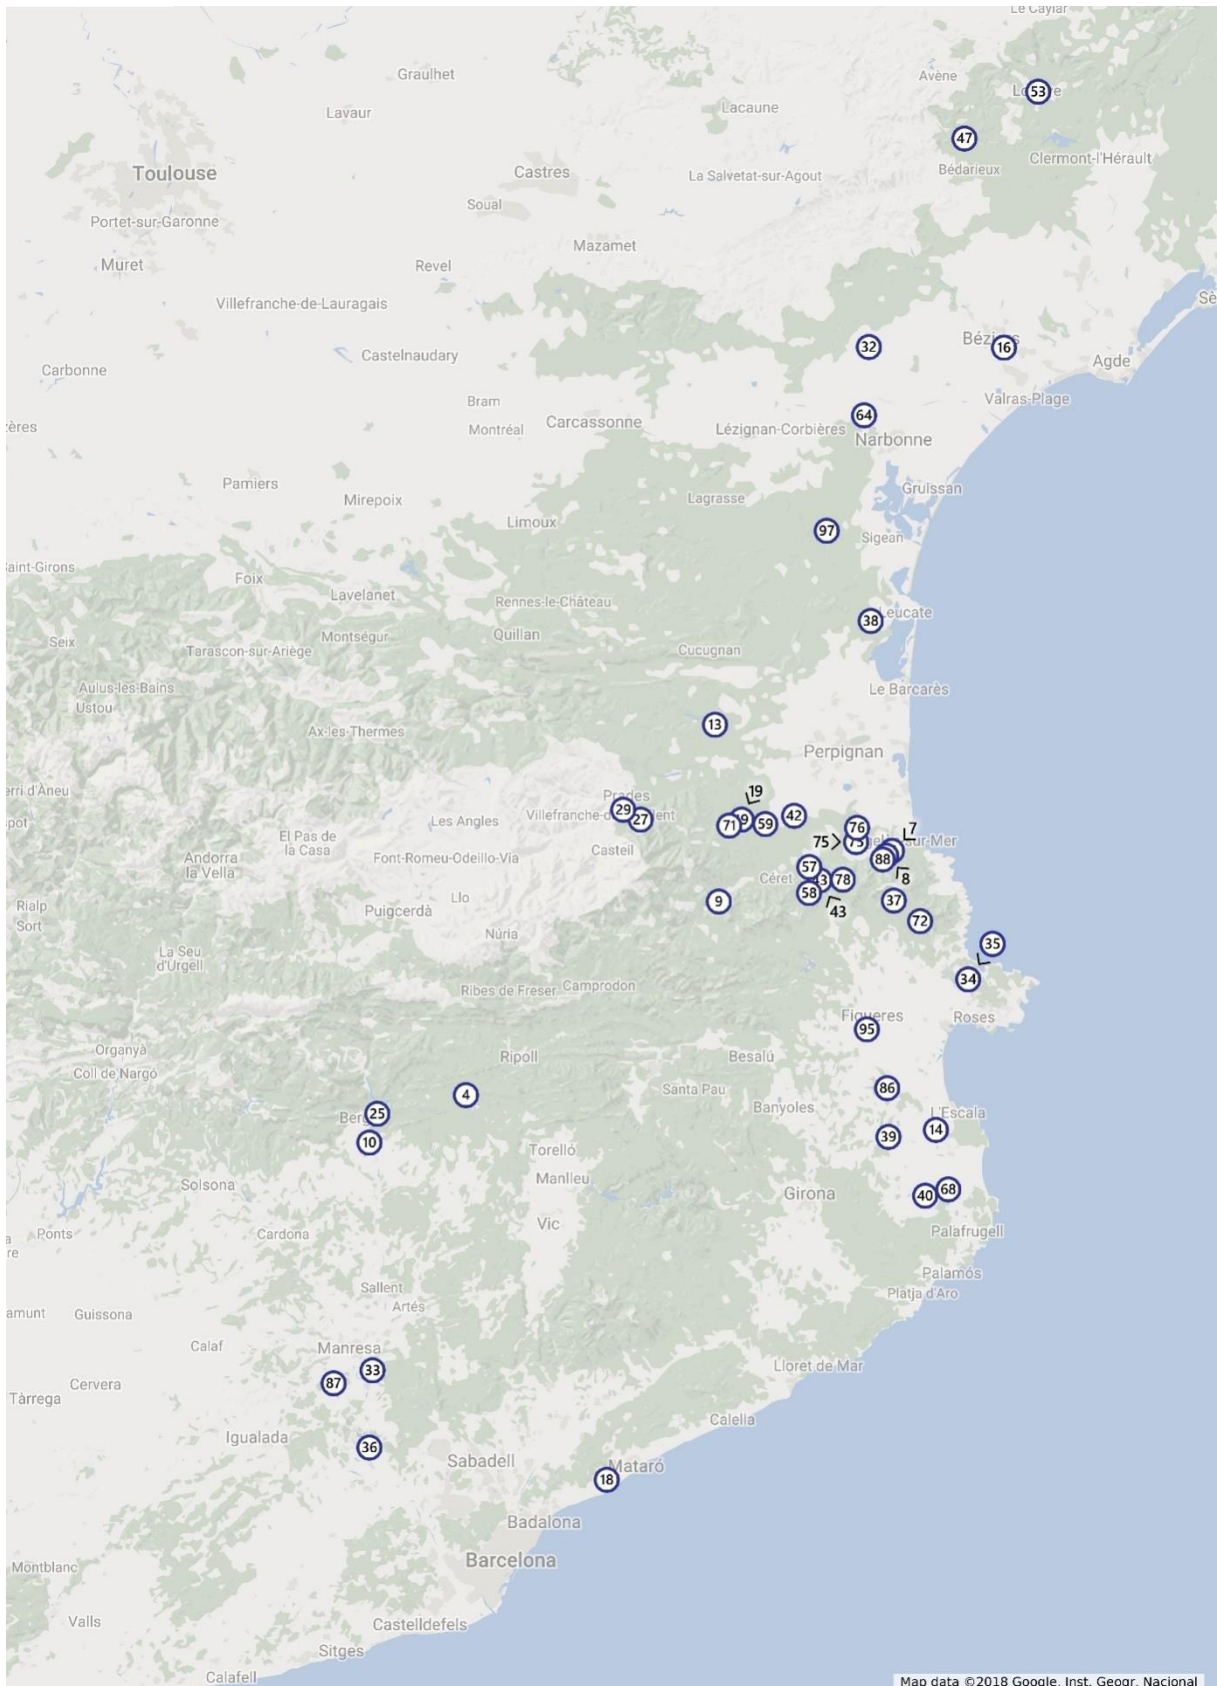 Le Caylar
Graulhet
Avène
53
Lavaur
Lacaune
47
Clermont-l'Hérault
Toulouse
Castres
La Salvetat-sur-Agout
Bédarieux
Soual
Portet-sur-Garonne
Mazamet
Muret
Revel
Villefranche-de-Lauragais
Sè
32
16
Castelnaudary
Agde
Carbonne
Valras-Plage
Bram
64
Carcassonne
Montréal
Lézignan-Corbières
Narbonne
zères
Pamiers
Mirepoix
Gruissan
Lagrasse
Limoux
97
Sigean
Saint-Girons
Foix
Lavelanet
Rennes-le-Château
Leucate
38
Seix
Montségur
Quillan
Tarascon-sur-Ariège
Cucugnan
Aulus-les-Bains
Le Barcarès
Ustou
13
Ax-les-Thermes
Perpignan
erri d'Àneu
Prades
19
29
27
71
59
42
76
7
spot
Les Angles
El Pas de
la Casa
75
Casteil
Andorra
la Vella
Font-Romeu-Odeillo-Via
88
57
Céret
43
78
8
58
Llo
9
37
43
Rialp
Puigcerdà
Sort
72
Núria
35
La Seu
d'Urgell
34
Ribes de Freser
Camprodon
Figueres
Roses
95
Organyà
Ripoll
Besalú
Coll de Nargó
86
Santa Pau
4
Banyoles
25
L'Escala
10
39
14
Torelló
Manlleu
Solsona
40
68
Girona
Vic
Ponts
Cardona
Palafrugell
re
Palamós
Sallent
Platja d'Aro
Artés
amunt
Guissona
Calaf
Manresa
33
Lloret de Mar
87
Cervera
Tàrrega
Calella
Igualada
36
Sabadell
Mataró
18
Badalona
Barcelona
Montblanc
Valls
Castelldefels
Sitges
Calafell
Map data ©2018 Google, Inst. Geogr. Nacional